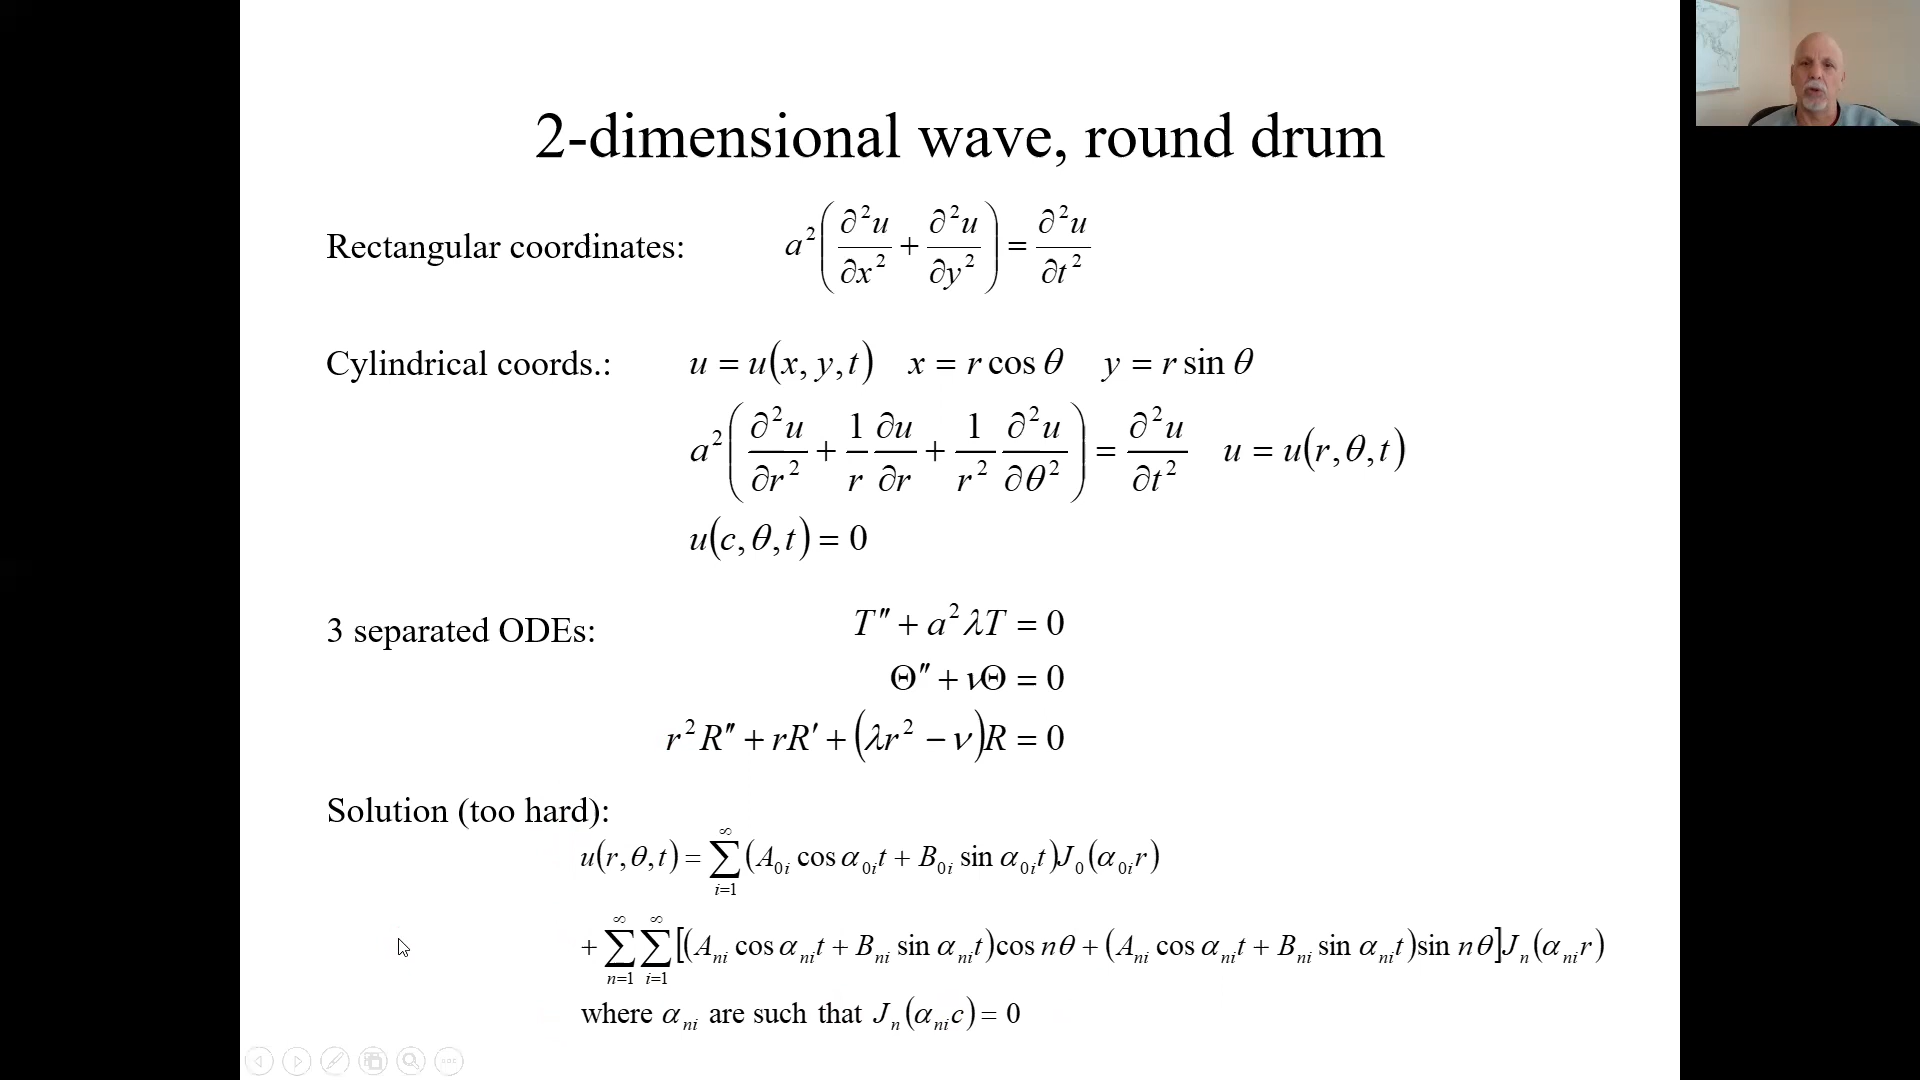 2-dimensional wave, round drum
Rectangular coordinates: a²(∂²u/∂x² + ∂²u/∂y²) = ∂²u/∂t²
Cylindrical coords.: u = u(x, y, t) x = r cos θ y = r sin θ
a²(∂²u/∂r² + 1/r ∂u/∂r + 1/r² ∂²u/∂θ²) = ∂²u/∂t² u = u(r, θ, t)
u(c, θ, t) = 0
3 separated ODEs: T″ + a²λT = 0
Θ″ + νΘ = 0
r²R″ + rR′ + (λr² − ν)R = 0
Solution (too hard):
u(r, θ, t) = ∑_{i=1}^{∞} (A_{0i} cos α_{0i}t + B_{0i} sin α_{0i}t)J_0(α_{0i}r)
+ ∑_{n=1}^{∞} ∑_{i=1}^{∞} [(A_{ni} cos α_{ni}t + B_{ni} sin α_{ni}t)cos nθ + (A_{ni} cos α_{ni}t + B_{ni} sin α_{ni}t)sin nθ]J_n(α_{ni}r)
where α_{ni} are such that J_n(α_{ni}c) = 0